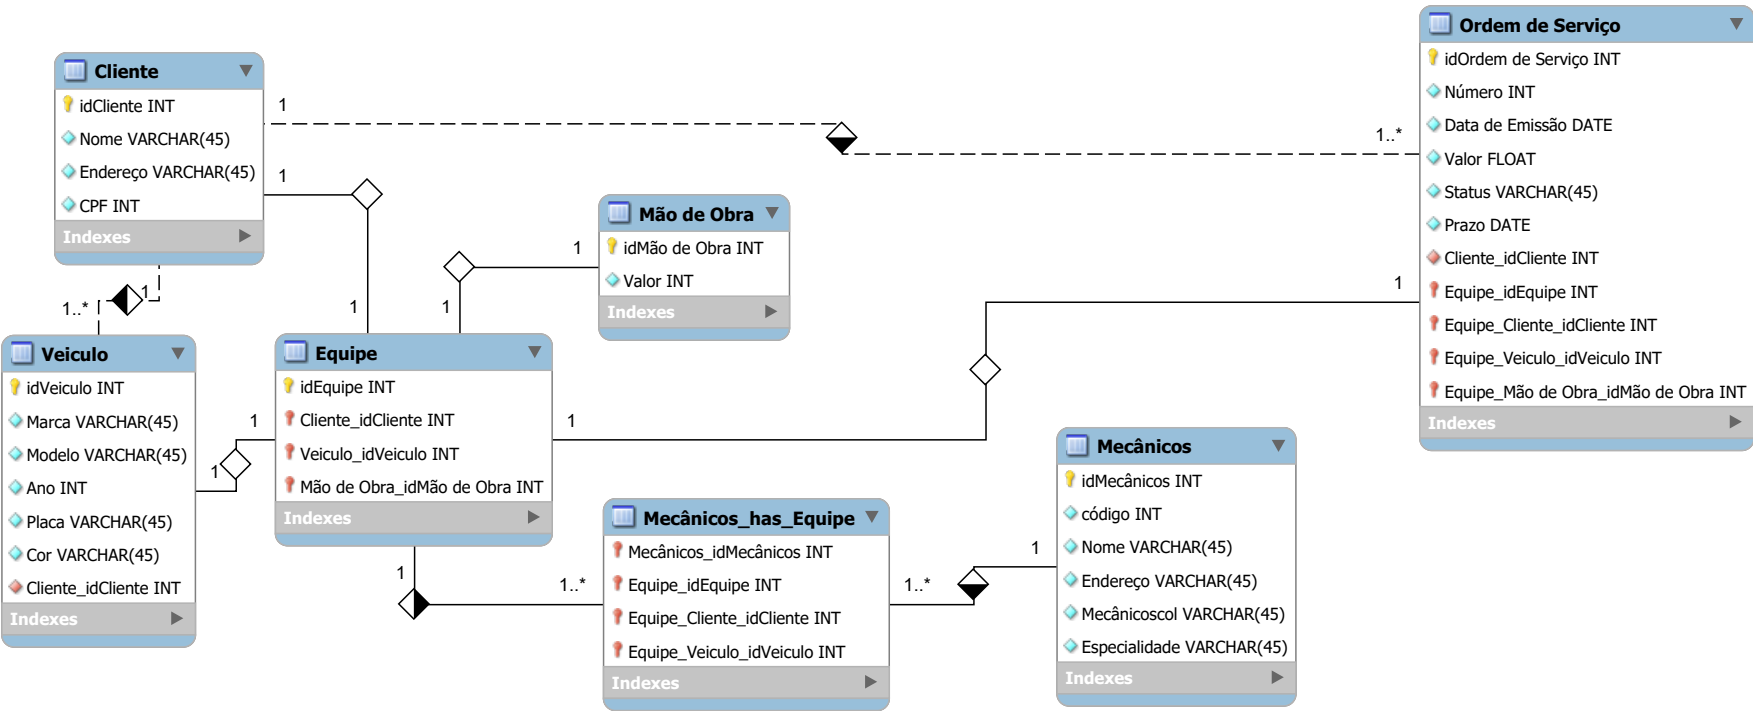 Cliente
idCliente INT
Nome VARCHAR(45)
Endereço VARCHAR(45)
CPF INT
Indexes
1
1
1
1..*
1
Veiculo
idVeiculo INT
Marca VARCHAR(45)
Modelo VARCHAR(45)
Ano INT
Placa VARCHAR(45)
Cor VARCHAR(45)
Cliente_idCliente INT
Indexes
1
1
Equipe
idEquipe INT
Cliente_idCliente INT
Veiculo_idVeiculo INT
Mão de Obra_idMão de Obra INT
Indexes
1
1
1
Mão de Obra
idMão de Obra INT
Valor INT
Indexes
1
1
1..*
Mecânicos_has_Equipe
Mecânicos_idMecânicos INT
Equipe_idEquipe INT
Equipe_Cliente_idCliente INT
Equipe_Veiculo_idVeiculo INT
Indexes
1..*
1
Mecânicos
idMecânicos INT
código INT
Nome VARCHAR(45)
Endereço VARCHAR(45)
Mecânicoscol VARCHAR(45)
Especialidade VARCHAR(45)
Indexes
1..*
Ordem de Serviço
idOrdem de Serviço INT
Número INT
Data de Emissão DATE
Valor FLOAT
Status VARCHAR(45)
Prazo DATE
Cliente_idCliente INT
Equipe_idEquipe INT
Equipe_Cliente_idCliente INT
Equipe_Veiculo_idVeiculo INT
Equipe_Mão de Obra_idMão de Obra INT
Indexes